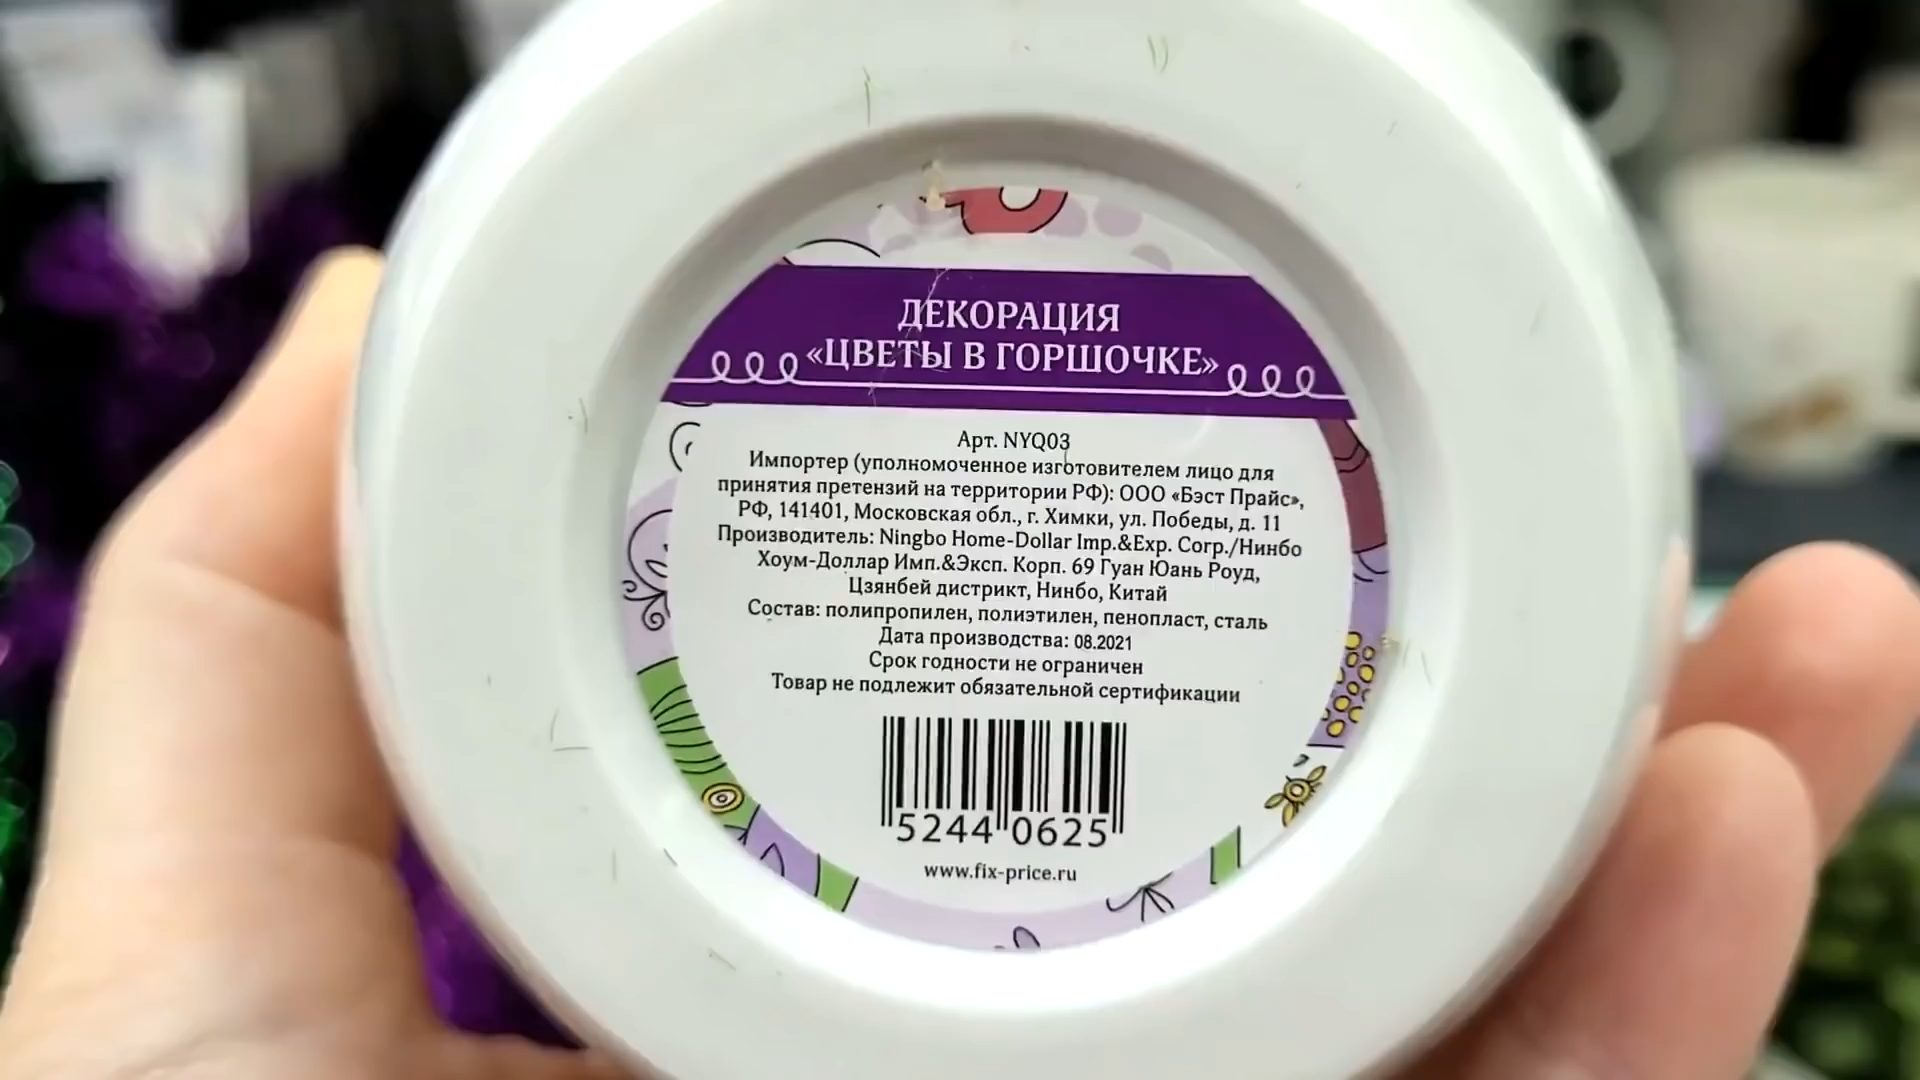 ДЕКОРАЦИЯ
«ЦВЕТЫ В ГОРШОЧКЕ»
Арт. NYQ03
Импортер (уполномоченное изготовителем лицо для
принятия претензий на территории РФ): ООО «Бэст Прайс»,
РФ, 141401, Московская обл., г. Химки, ул. Победы, д. 11
Производитель: Ningbo Home-Dollar Imp.&Exp. Corp./Нинбо
Хоум-Доллар Имп.&Эксп. Корп. 69 Гуан Юань Роуд,
Цзянбей дистрикт, Нинбо, Китай
Состав: полипропилен, полиэтилен, пенопласт, сталь
Дата производства: 08.2021
Срок годности не ограничен
Товар не подлежит обязательной сертификации
5244 0625
www.fix-price.ru